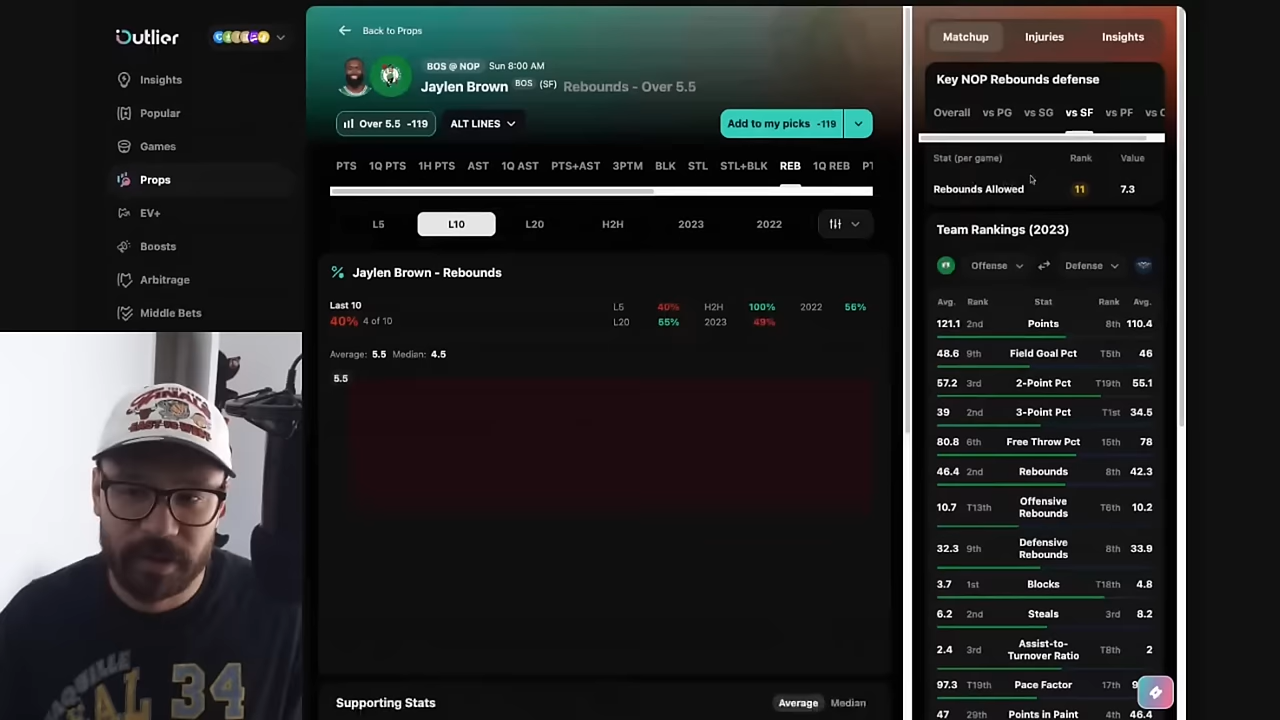 Outlier
Insights
Popular
Games
Props
EV+
Boosts
Arbitrage
Middle Bets
Back to Props
BOS @ NOP Sun 8:00 AM
Jaylen Brown BOS (SF) Rebounds - Over 5.5
Over 5.5 -119 ALT LINES Add to my picks -119
PTS 1Q PTS 1H PTS AST 1Q AST PTS+AST 3PTM BLK STL STL+BLK REB 1Q REB PT
L5 L10 L20 H2H 2023 2022
Jaylen Brown - Rebounds
Last 10 L5 40% H2H 100% 2022 56%
40% 4 of 10 L20 55% 2023 49%
Average: 5.5 Median: 4.5
5.5
Supporting Stats Average Median
Matchup Injuries Insights
Key NOP Rebounds defense
Overall vs PG vs SG vs SF vs PF vs C
Stat (per game) Rank Value
Rebounds Allowed 11 7.3
Team Rankings (2023)
Offense Defense
Avg. Rank Stat Rank Avg.
121.1 2nd Points 8th 110.4
48.6 9th Field Goal Pct T5th 46
57.2 3rd 2-Point Pct T19th 55.1
39 2nd 3-Point Pct T1st 34.5
80.8 6th Free Throw Pct 15th 78
46.4 2nd Rebounds 8th 42.3
10.7 T13th Offensive Rebounds T6th 10.2
32.3 9th Defensive Rebounds 8th 33.9
3.7 1st Blocks T18th 4.8
6.2 2nd Steals 3rd 8.2
2.4 3rd Assist-to-Turnover Ratio T8th 2
97.3 T19th Pace Factor 17th
47 29th Points in Paint 4th 46.4
34